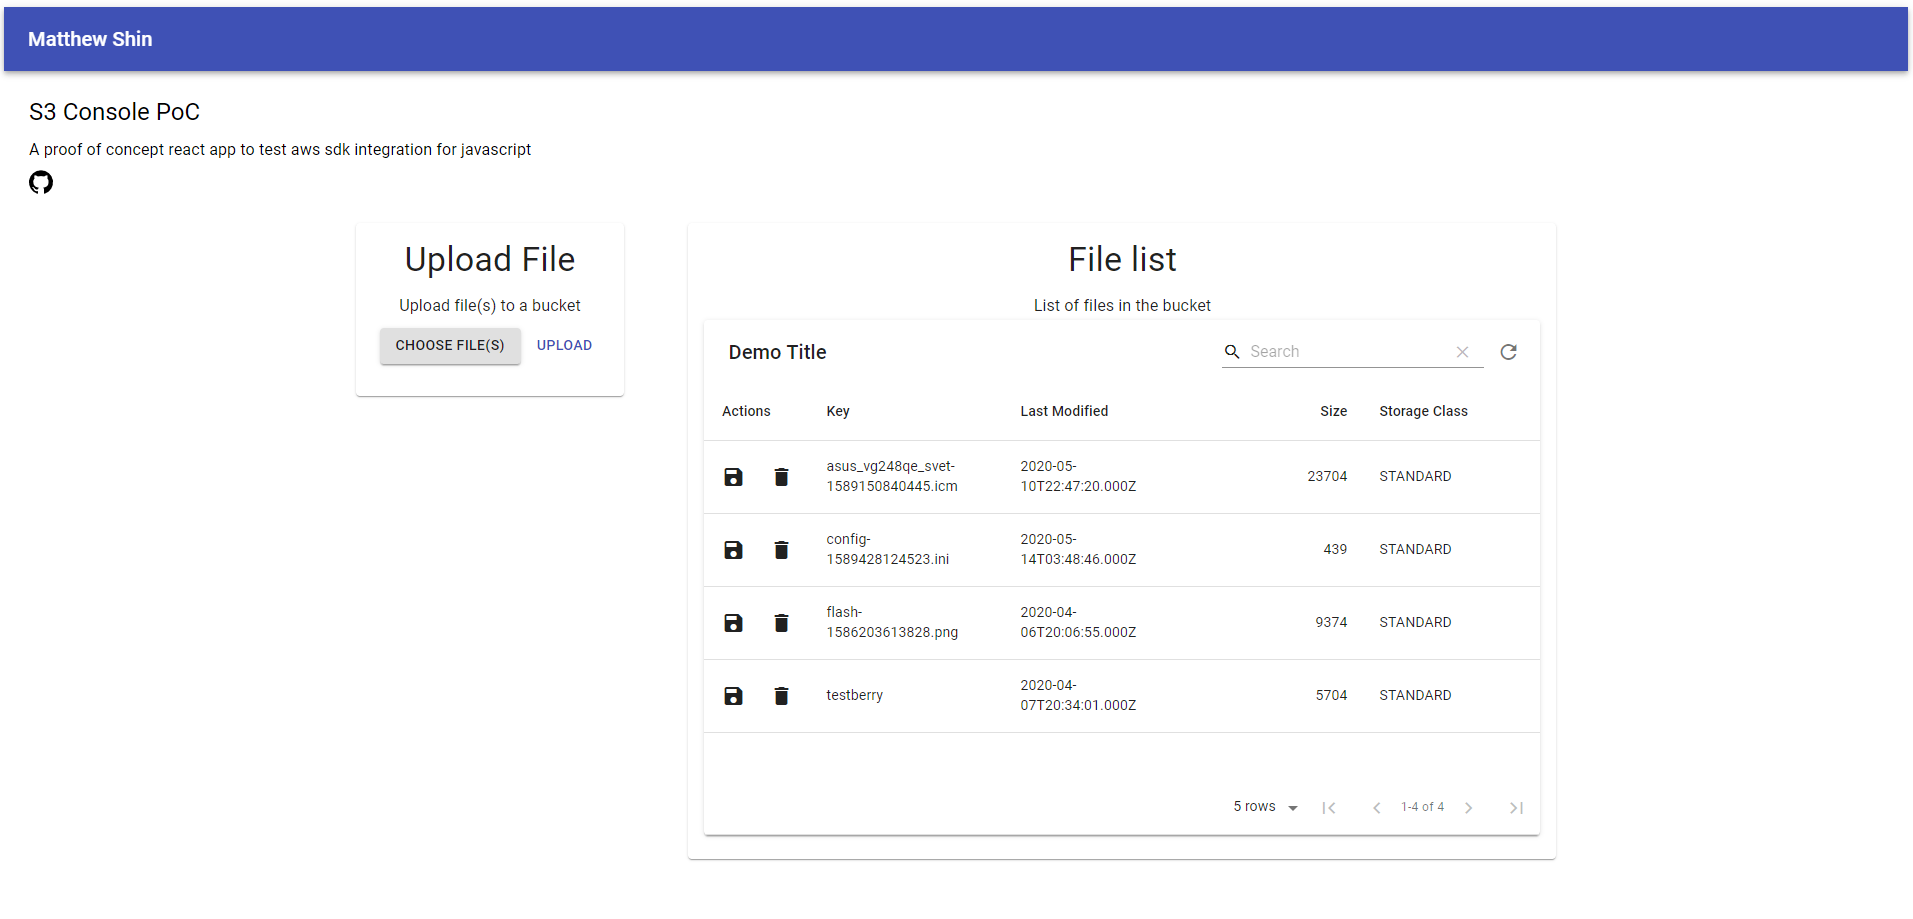 Matthew Shin
S3 Console PoC
A proof of concept react app to test aws sdk integration for javascript
Upload File
Upload file(s) to a bucket
CHOOSE FILE(S) UPLOAD
File list
List of files in the bucket
Demo Title Search
Actions Key Last Modified Size Storage Class
asus_vg248qe_svet- 2020-05-
1589150840445.icm 10T22:47:20.000Z 23704 STANDARD
config- 2020-05-
1589428124523.ini 14T03:48:46.000Z 439 STANDARD
flash- 2020-04-
1586203613828.png 06T20:06:55.000Z 9374 STANDARD
testberry 2020-04-
07T20:34:01.000Z 5704 STANDARD
5 rows 1-4 of 4